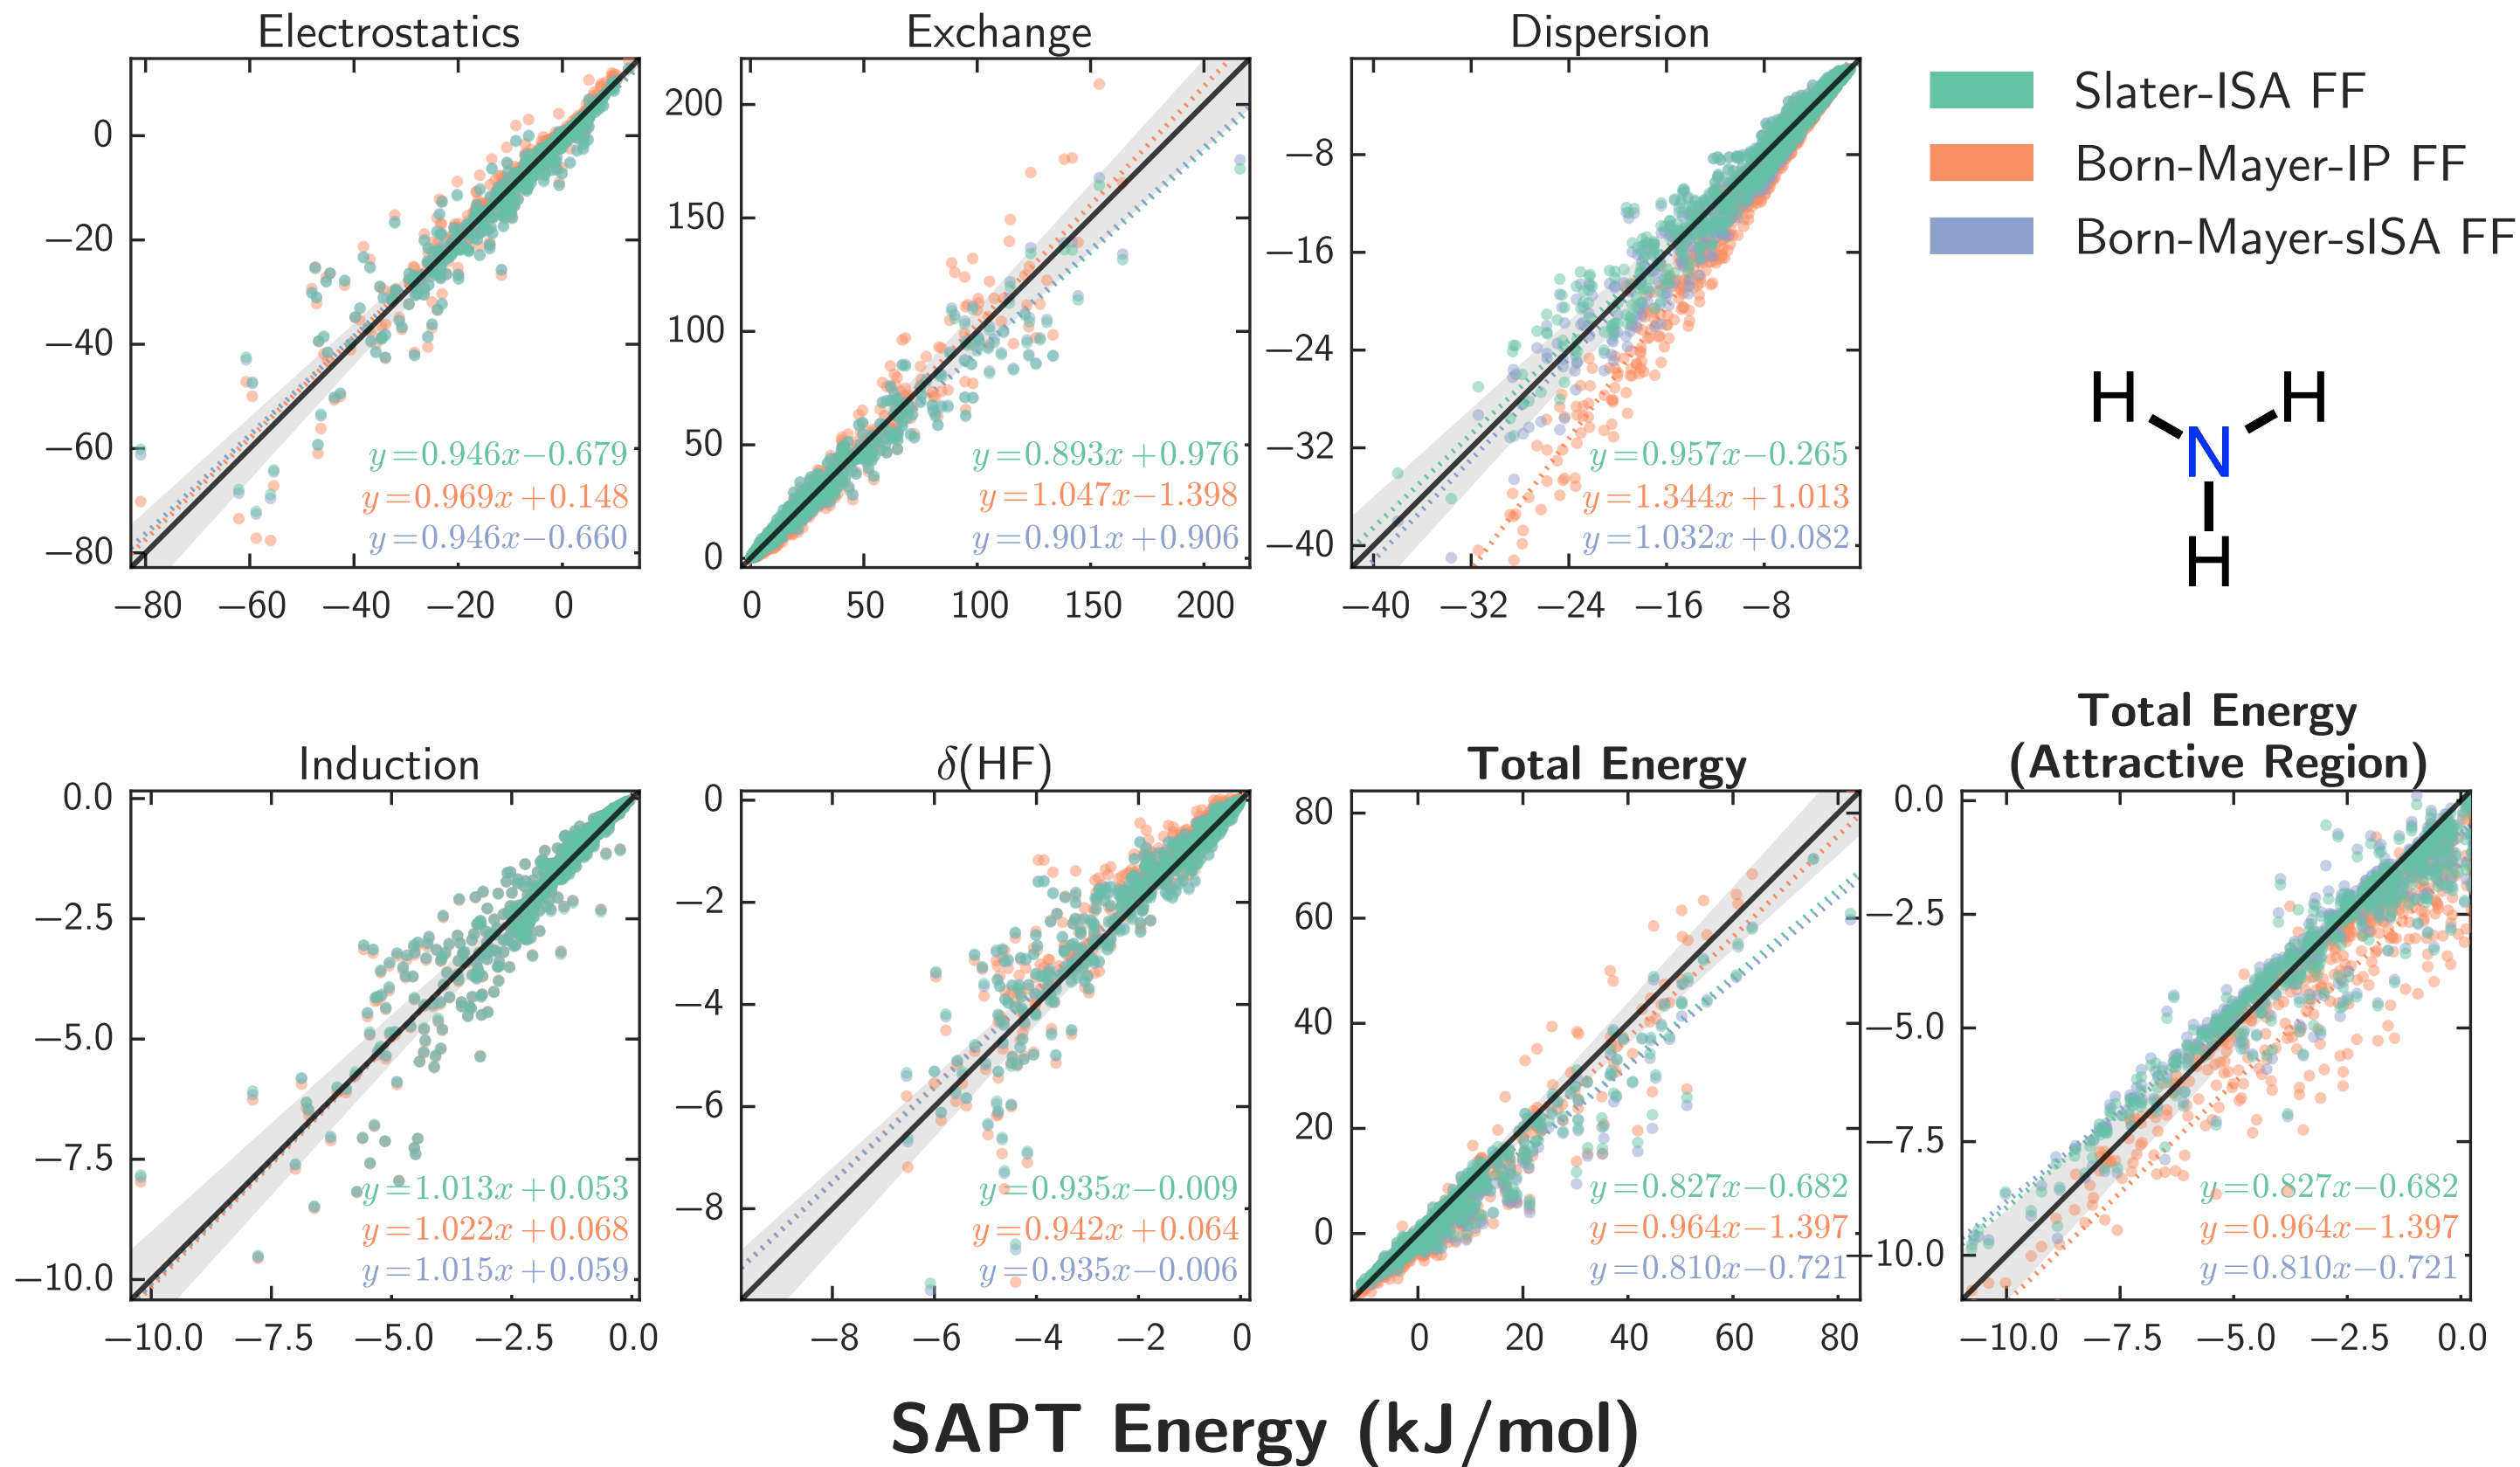 Electrostatics
0
−20
−40
−60
−80
−80 −60 −40 −20 0
y=0.946x−0.679
y=0.969x+0.148
y=0.946x−0.660
Exchange
200
150
100
50
0
0 50 100 150 200
y=0.893x+0.976
y=1.047x−1.398
y=0.901x+0.906
Dispersion
−8
−16
−24
−32
−40
−40 −32 −24 −16 −8
y=0.957x−0.265
y=1.344x+1.013
y=1.032x+0.082
Slater-ISA FF
Born-Mayer-IP FF
Born-Mayer-sISA FF
H H
N
H
Induction
0.0
−2.5
−5.0
−7.5
−10.0
−10.0 −7.5 −5.0 −2.5 0.0
y=1.013x+0.053
y=1.022x+0.068
y=1.015x+0.059
δ(HF)
0
−2
−4
−6
−8
−8 −6 −4 −2 0
y=0.935x−0.009
y=0.942x+0.064
y=0.935x−0.006
Total Energy
80
60
40
20
0
0 20 40 60 80
y=0.827x−0.682
y=0.964x−1.397
y=0.810x−0.721
Total Energy
(Attractive Region)
0.0
−2.5
−5.0
−7.5
−10.0
−10.0 −7.5 −5.0 −2.5 0.0
y=0.827x−0.682
y=0.964x−1.397
y=0.810x−0.721
SAPT Energy (kJ/mol)